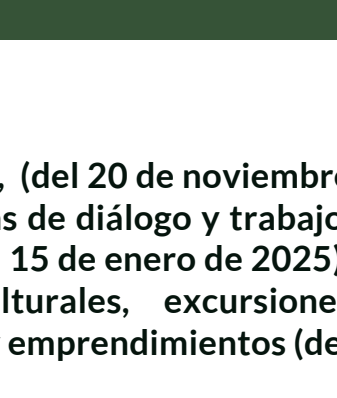 , (del 20 de noviembre
s de diálogo y trabajo
15 de enero de 2025)
lturales, excursione
y emprendimientos (de